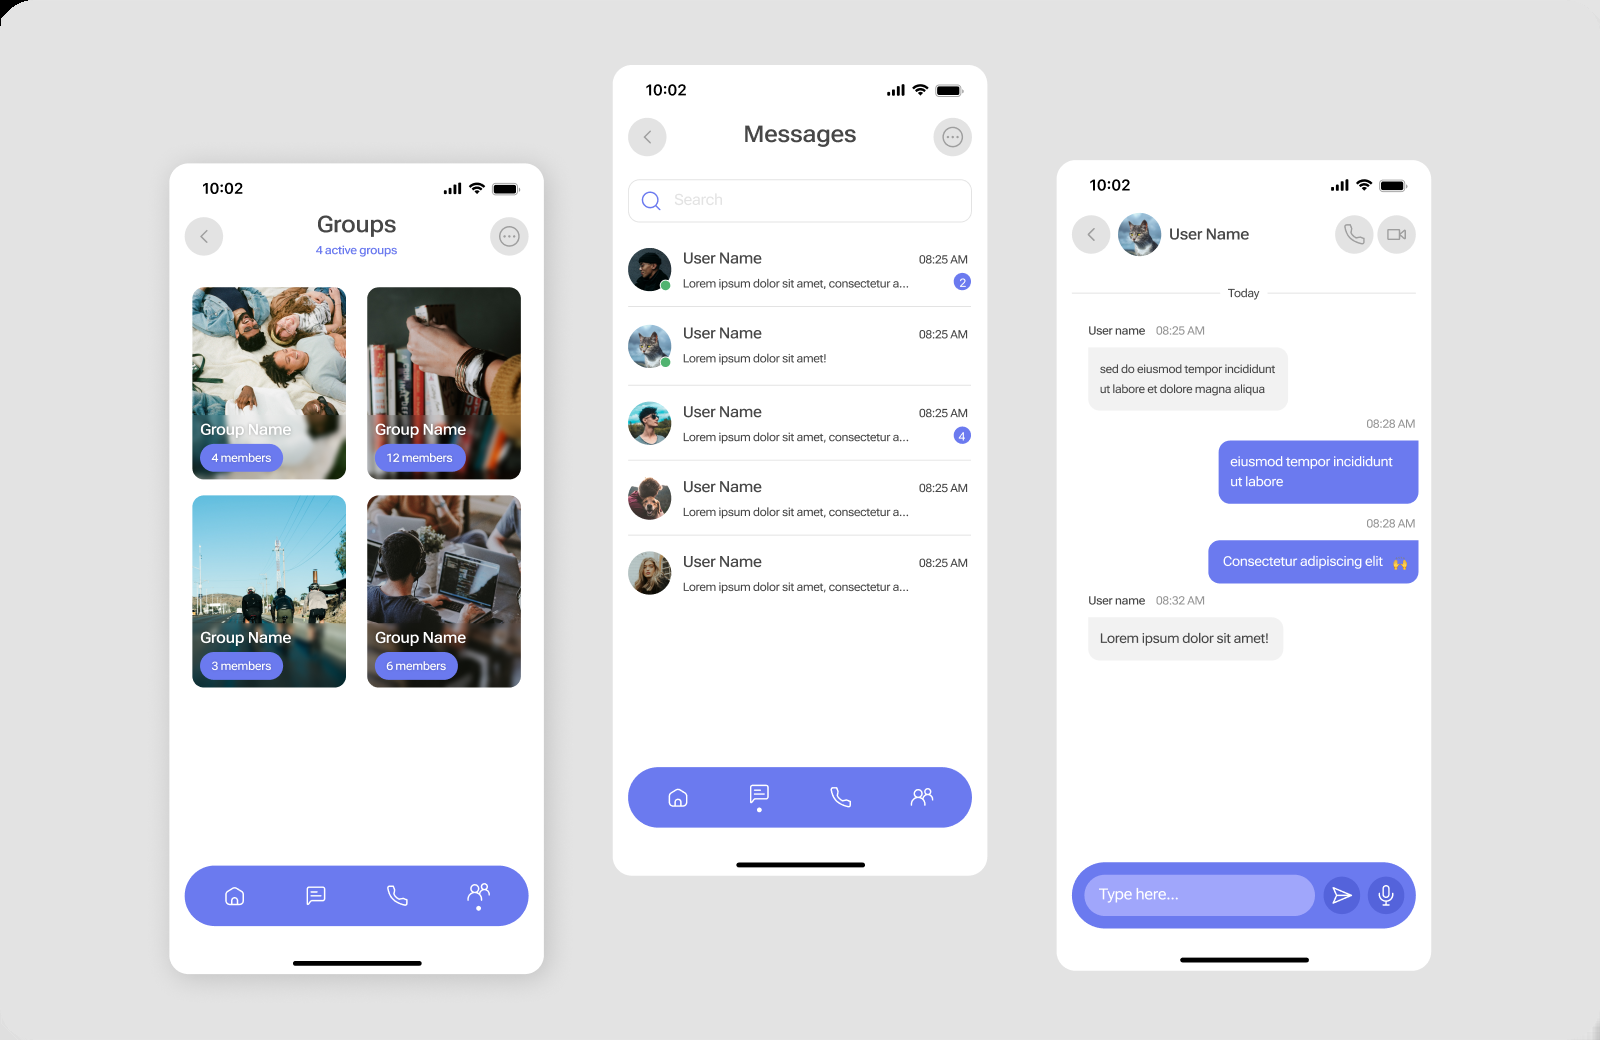 10:02
Groups
4 active groups
Group Name
4 members
Group Name
12 members
Group Name
3 members
Group Name
6 members
10:02
Messages
Search
User Name
08:25 AM
Lorem ipsum dolor sit amet, consectetur a...
2
User Name
08:25 AM
Lorem ipsum dolor sit amet!
User Name
08:25 AM
Lorem ipsum dolor sit amet, consectetur a...
4
User Name
08:25 AM
Lorem ipsum dolor sit amet, consectetur a...
User Name
08:25 AM
Lorem ipsum dolor sit amet, consectetur a...
10:02
User Name
Today
User name 08:25 AM
sed do eiusmod tempor incididunt
ut labore et dolore magna aliqua
08:28 AM
eiusmod tempor incididunt
ut labore
08:28 AM
Consectetur adipiscing elit 🙌
User name 08:32 AM
Lorem ipsum dolor sit amet!
Type here...